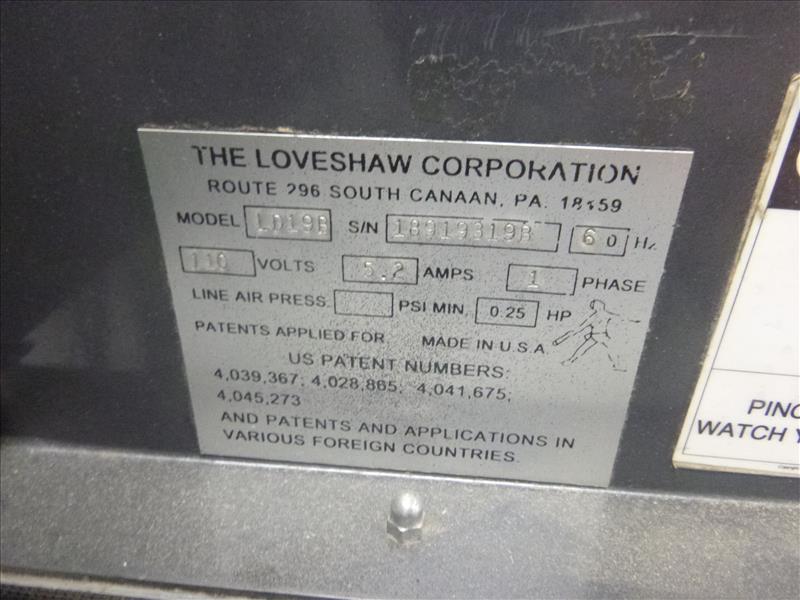 THE LOVESHAW CORPORATION
ROUTE 296 SOUTH CANAAN, PA. 18459
MODEL LD19B S/N 18919319B 60 Hz
110 VOLTS 5.2 AMPS 1 PHASE
LINE AIR PRESS. PSI MIN. 0.25 HP
PATENTS APPLIED FOR MADE IN U.S.A.
US PATENT NUMBERS:
4,039,367; 4,028,865; 4,041,675;
4,045,273
AND PATENTS AND APPLICATIONS IN
VARIOUS FOREIGN COUNTRIES.
PINC
WATCH Y